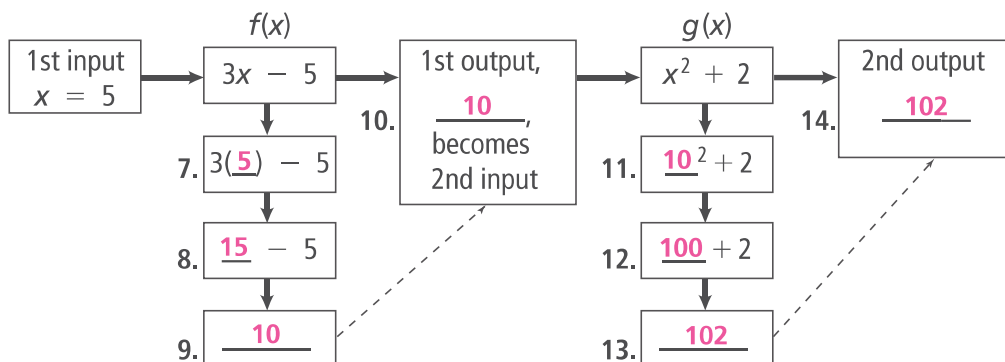 f(x)
g(x)
1st input
x = 5
3x − 5
1st output,
10. 10,
becomes
2nd input
x² + 2
2nd output
14. 102
7. 3(5) − 5
11. 10² + 2
8. 15 − 5
12. 100 + 2
9. 10
13. 102